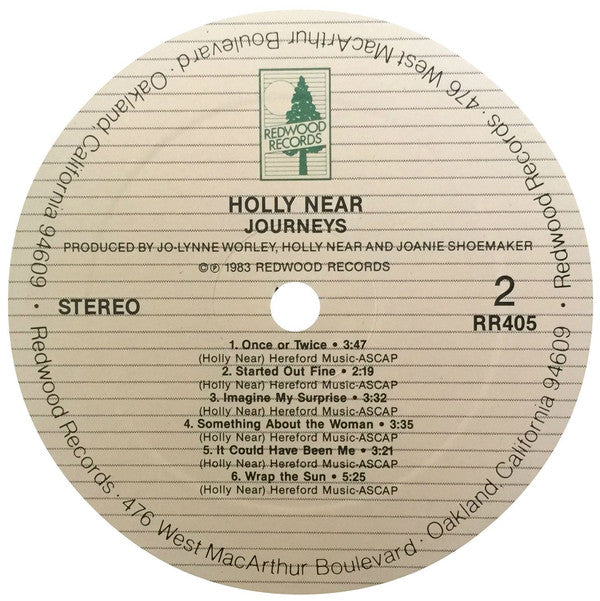 Redwood Records · 476 West MacArthur Boulevard · Oakland, California 94609 ·
Redwood Records · 476 West MacArthur Boulevard · Oakland, California 94609 ·
REDWOOD
RECORDS
HOLLY NEAR
JOURNEYS
PRODUCED BY JO-LYNNE WORLEY, HOLLY NEAR AND JOANIE SHOEMAKER
©℗ 1983 REDWOOD RECORDS
STEREO
2
RR405
1. Once or Twice • 3:47
(Holly Near) Hereford Music-ASCAP
2. Started Out Fine • 2:19
(Holly Near) Hereford Music-ASCAP
3. Imagine My Surprise • 3:32
(Holly Near) Hereford Music-ASCAP
4. Something About the Woman • 3:35
(Holly Near) Hereford Music-ASCAP
5. It Could Have Been Me • 3:21
(Holly Near) Hereford Music-ASCAP
6. Wrap the Sun • 5:25
(Holly Near) Hereford Music-ASCAP